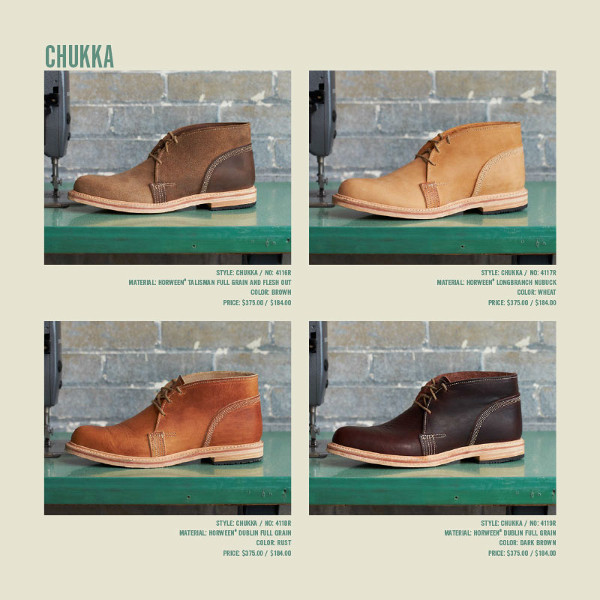 CHUKKA
STYLE: CHUKKA / NO: 4116R
MATERIAL: HORWEEN® TALISMAN FULL GRAIN AND FLESH OUT
COLOR: BROWN
PRICE: $375.00 / $184.00
STYLE: CHUKKA / NO: 4117R
MATERIAL: HORWEEN® LONGBRANCH NUBUCK
COLOR: WHEAT
PRICE: $375.00 / $184.00
STYLE: CHUKKA / NO: 4118R
MATERIAL: HORWEEN® DUBLIN FULL GRAIN
COLOR: RUST
PRICE: $375.00 / $184.00
STYLE: CHUKKA / NO: 4119R
MATERIAL: HORWEEN® DUBLIN FULL GRAIN
COLOR: DARK BROWN
PRICE: $375.00 / $184.00